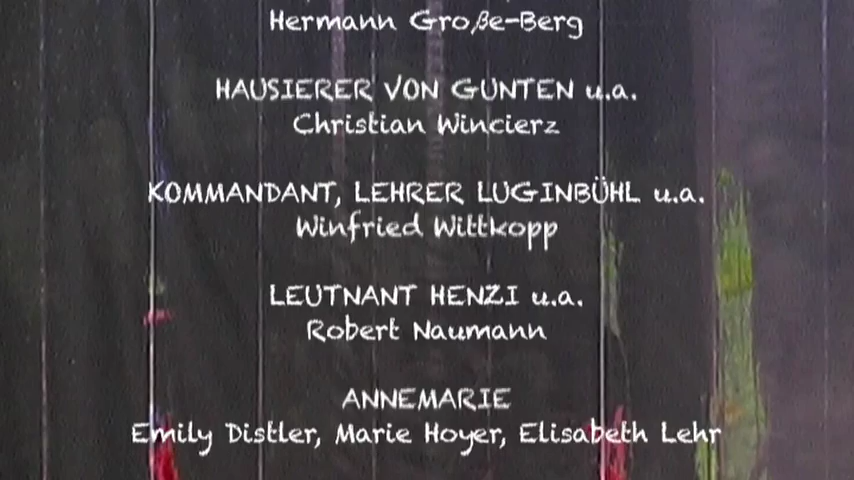 Hermann Große-Berg
HAUSIERER VON GUNTEN u.a.
Christian Wincierz
KOMMANDANT, LEHRER LUGINBÜHL u.a.
Winfried Wittkopp
LEUTNANT HENZI u.a.
Robert Naumann
ANNEMARIE
Emily Distler, Marie Hoyer, Elisabeth Lehr